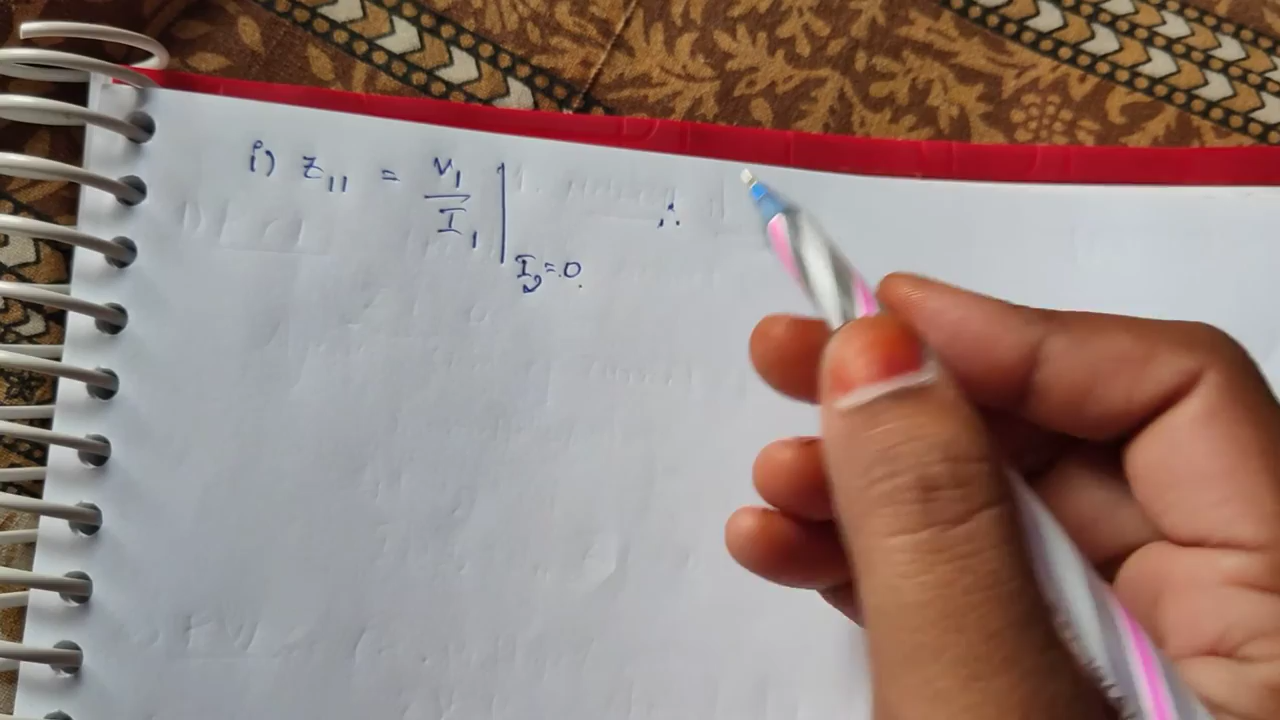 i) Z₁₁ = V₁/I₁ | I₂=0